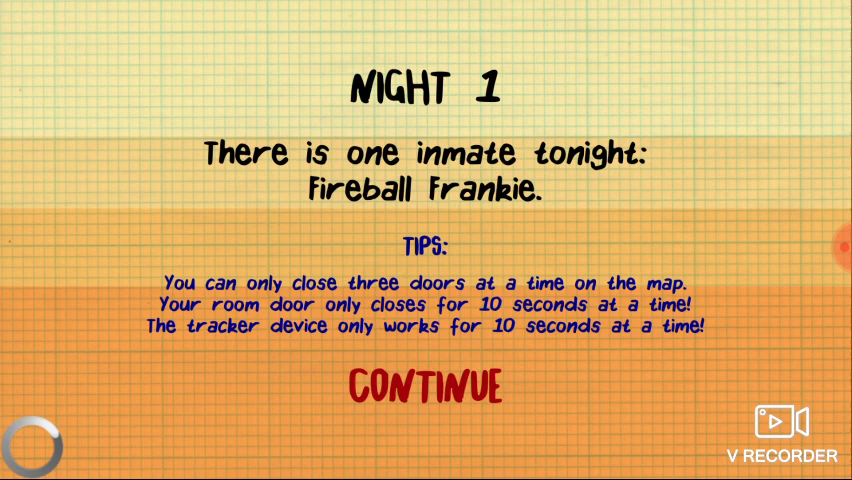 NIGHT 1
There is one inmate tonight:
Fireball Frankie.
TIPS:
You can only close three doors at a time on the map.
Your room door only closes for 10 seconds at a time!
The tracker device only works for 10 seconds at a time!
CONTINUE
V RECORDER